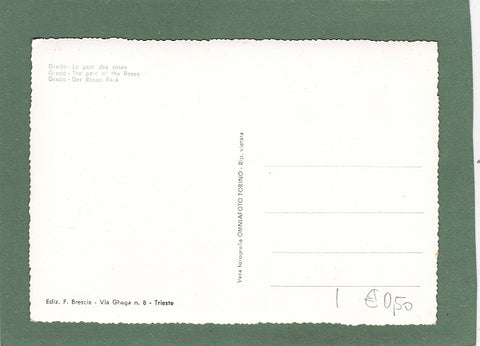 Grado - Le parc des roses
Grado - The parc of the Roses
Grado - Der Rosen Park
Vera fotografia OMNIAFOTO TORINO - Rip. vietata
Ediz. F. Brescia - Via Ghega n. 8 - Trieste
1 €0,50